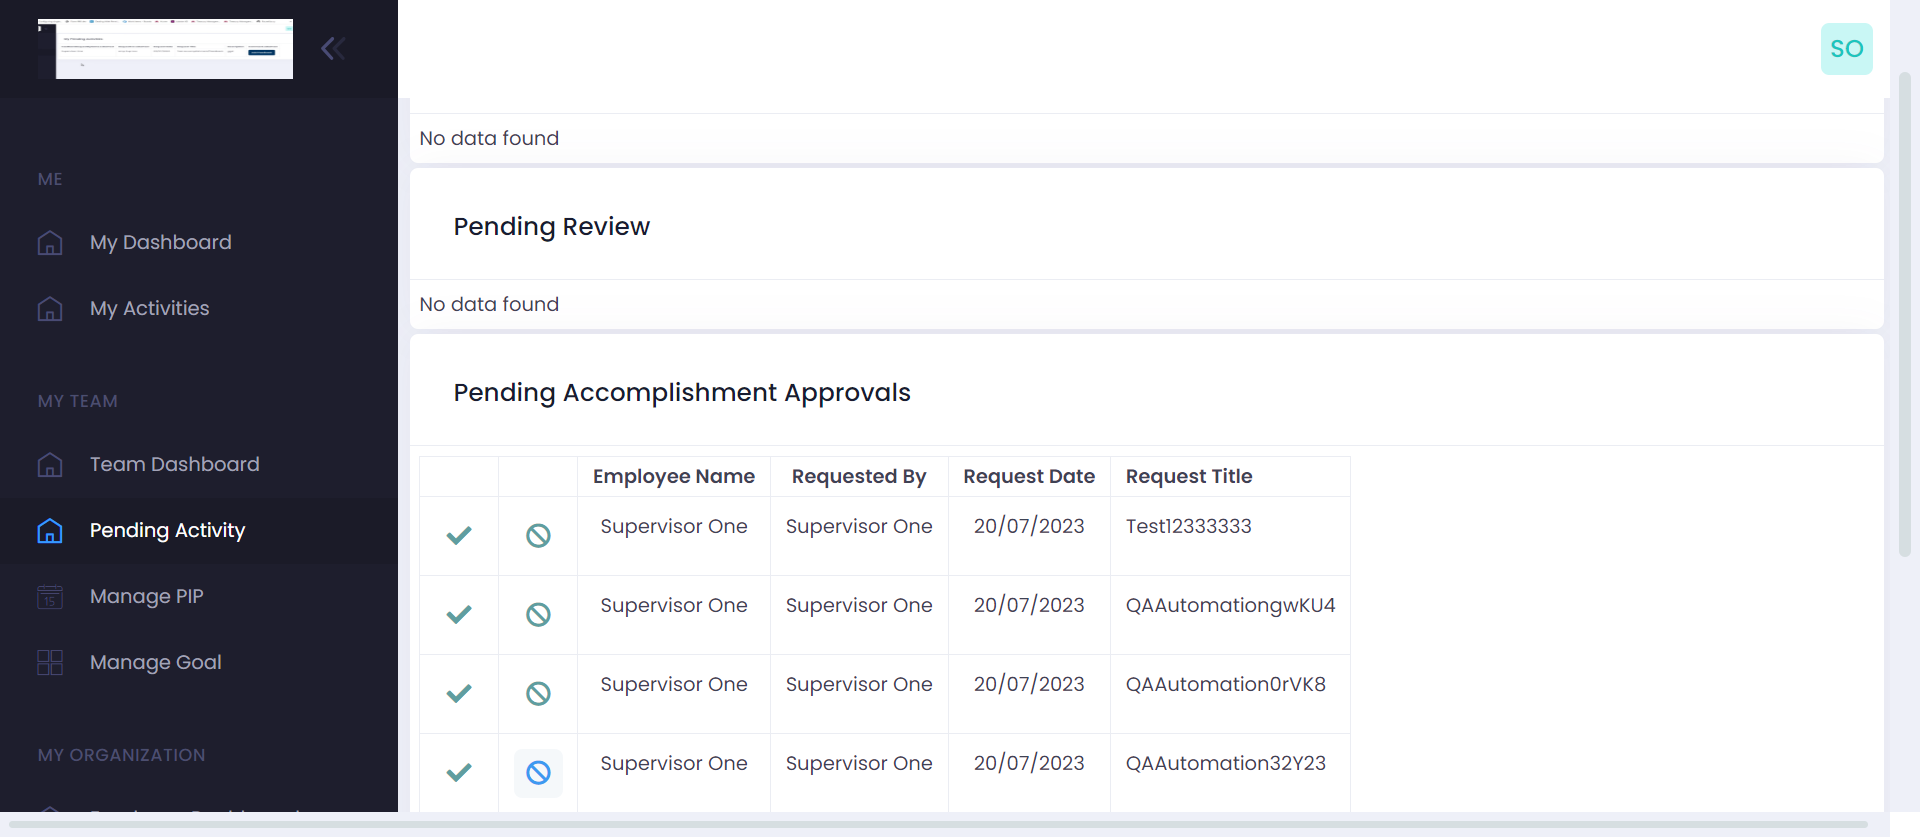 SO
No data found
ME
Pending Review
My Dashboard
No data found
My Activities
Pending Accomplishment Approvals
MY TEAM
Team Dashboard
Employee Name Requested By Request Date Request Title
Pending Activity
Supervisor One Supervisor One 20/07/2023 Test12333333
Manage PIP
Supervisor One Supervisor One 20/07/2023 QAAutomationgwKU4
Manage Goal
Supervisor One Supervisor One 20/07/2023 QAAutomation0rVK8
MY ORGANIZATION
Supervisor One Supervisor One 20/07/2023 QAAutomation32Y23